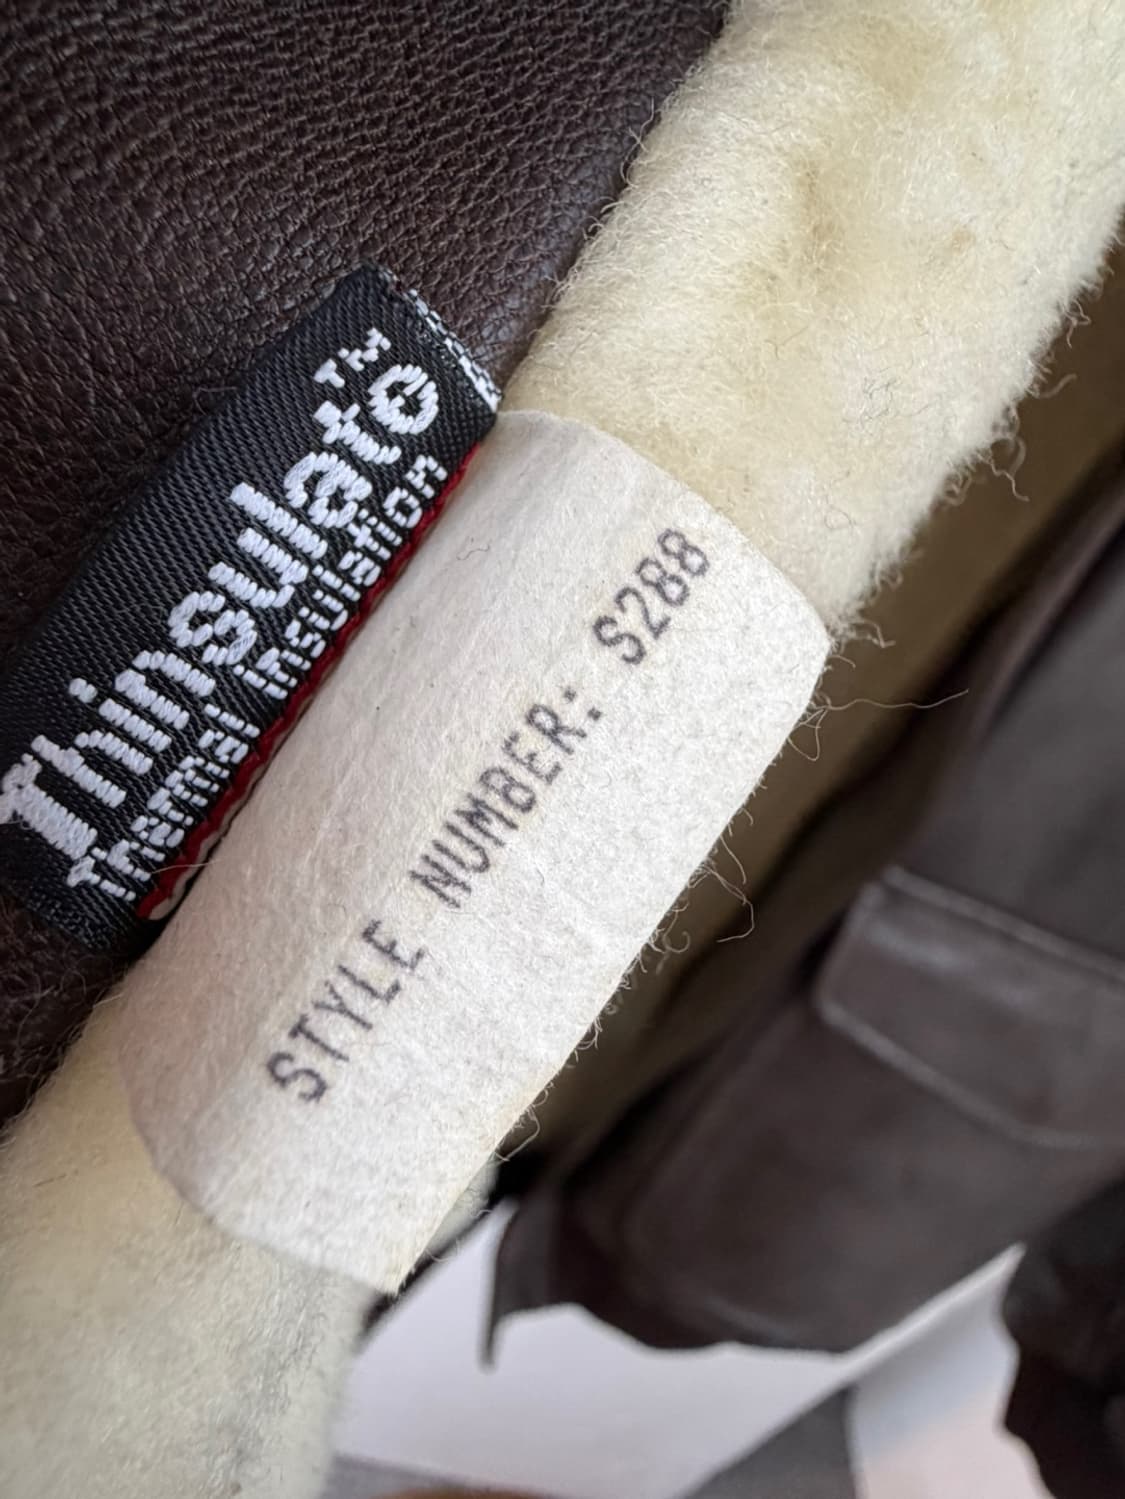 Thinsulate™
Thermal Insulation
STYLE NUMBER: S288